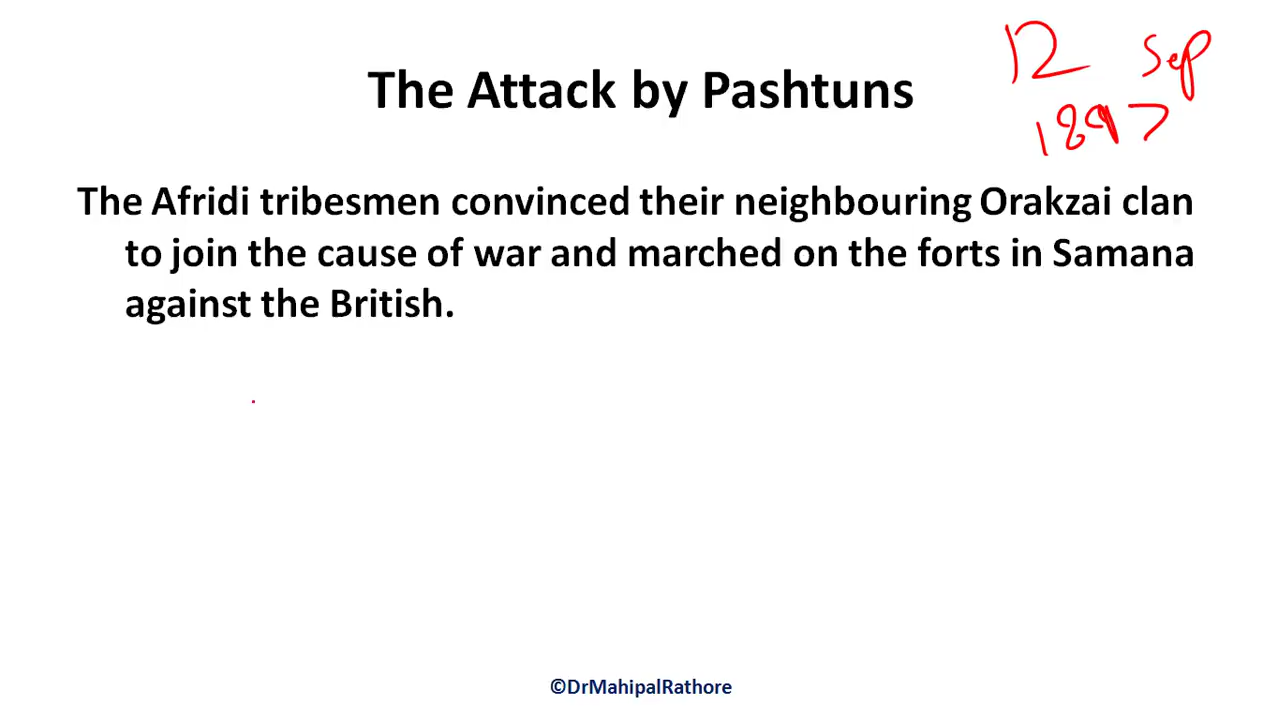 12 Sep
1897
The Attack by Pashtuns
The Afridi tribesmen convinced their neighbouring Orakzai clan
to join the cause of war and marched on the forts in Samana
against the British.
©DrMahipalRathore